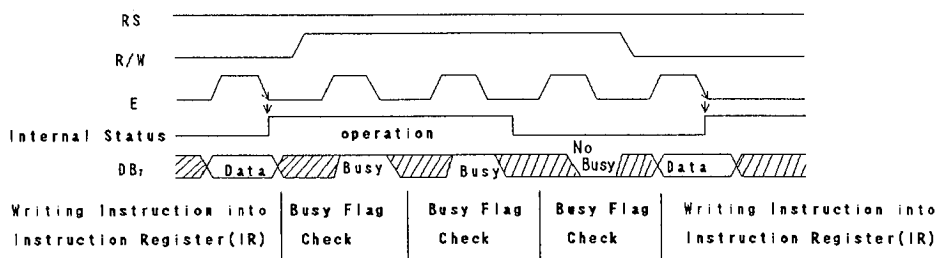 RS
R/W
E
Internal Status
operation
DB₇
Data
Busy
Busy
No
Busy
Data
Writing Instruction into
Instruction Register(IR)
Busy Flag
Check
Busy Flag
Check
Busy Flag
Check
Writing Instruction into
Instruction Register(IR)